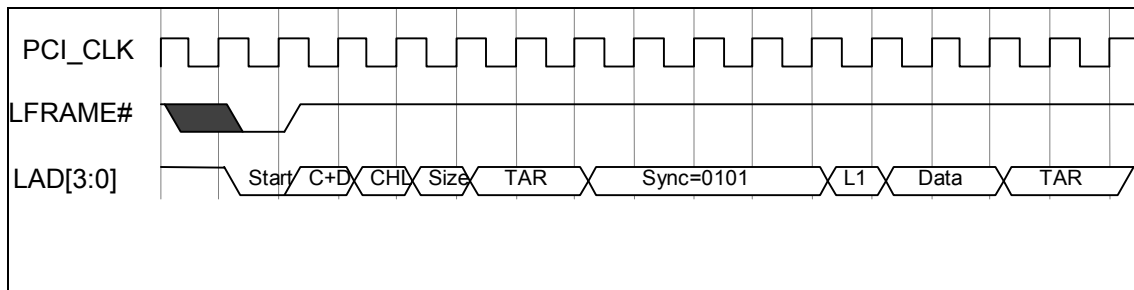 PCI_CLK
LFRAME#
LAD[3:0] Start C+D CHL Size TAR Sync=0101 L1 Data TAR